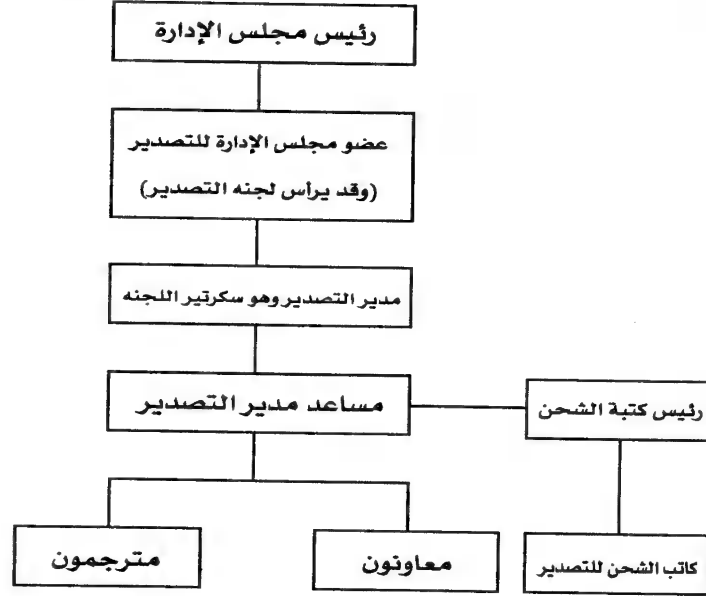 رئيس مجلس الإدارة
عضو مجلس الإدارة للتصدير
(وقد يرأس لجنه التصدير)
مدير التصدير وهو سكرتير اللجنه
مساعد مدير التصدير
رئيس كتبة الشحن
كاتب الشحن للتصدير
معاونون
مترجمون